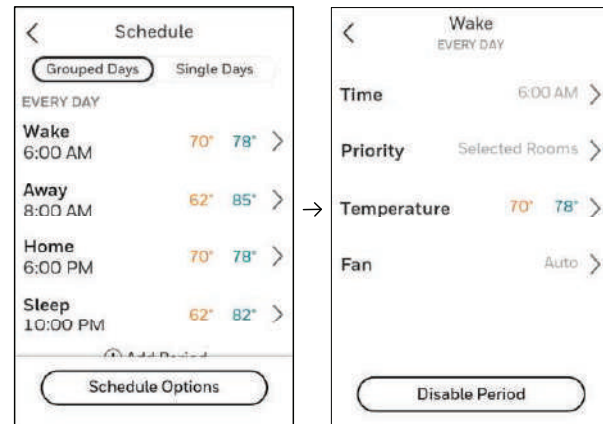 Schedule
Grouped Days Single Days
EVERY DAY
Wake
6:00 AM
70° 78°
Away
8:00 AM
62° 85°
Home
6:00 PM
70° 78°
Sleep
10:00 PM
62° 82°
Add Period
Schedule Options
Wake
EVERY DAY
Time 6:00 AM
Priority Selected Rooms
Temperature 70° 78°
Fan Auto
Disable Period